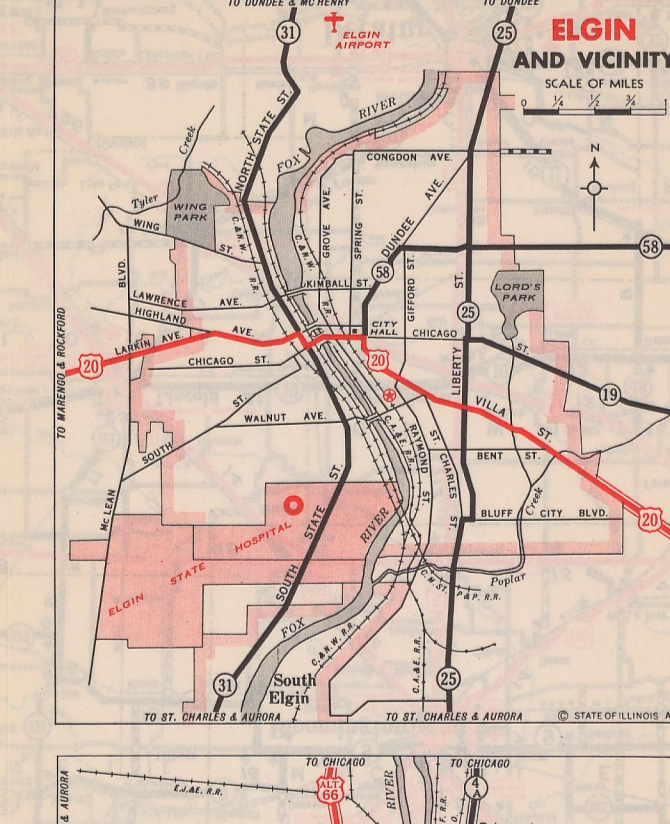 TO DUNDEE & MC HENRY
TO DUNDEE
31
ELGIN
AIRPORT
25
ELGIN
AND VICINITY
SCALE OF MILES
0 ¼ ½ ¾
N
NORTH STATE ST.
FOX
RIVER
CONGDON AVE.
Creek
Tyler
WING
PARK
WING ST.
C.& N.W. R.R.
C.& N.W. R.R.
GROVE AVE.
SPRING ST.
DUNDEE AVE.
58
58
GIFFORD ST.
KIMBALL ST.
LORD'S
PARK
BLVD.
LAWRENCE AVE.
HIGHLAND AVE.
LARKIN AVE.
CITY
HALL
CHICAGO ST.
25
LIBERTY ST.
TO MARENGO & ROCKFORD
20
20
CHICAGO ST.
19
VILLA ST.
WALNUT AVE.
SOUTH ST.
C.A.& E. R.R.
RAYMOND ST.
ST. CHARLES ST.
BENT ST.
MC LEAN
Creek
BLUFF CITY BLVD.
20
ELGIN STATE HOSPITAL
SOUTH STATE ST.
FOX
RIVER
C.M.ST. P.& P. R.R.
Poplar
C.& N.W. R.R.
C.A.& E. R.R.
31
South
Elgin
25
TO ST. CHARLES & AURORA
TO ST. CHARLES & AURORA
© STATE OF ILLINOIS
& AURORA
TO CHICAGO
TO CHICAGO
E.J.& E. R.R.
ALT.
66
RIVER
4